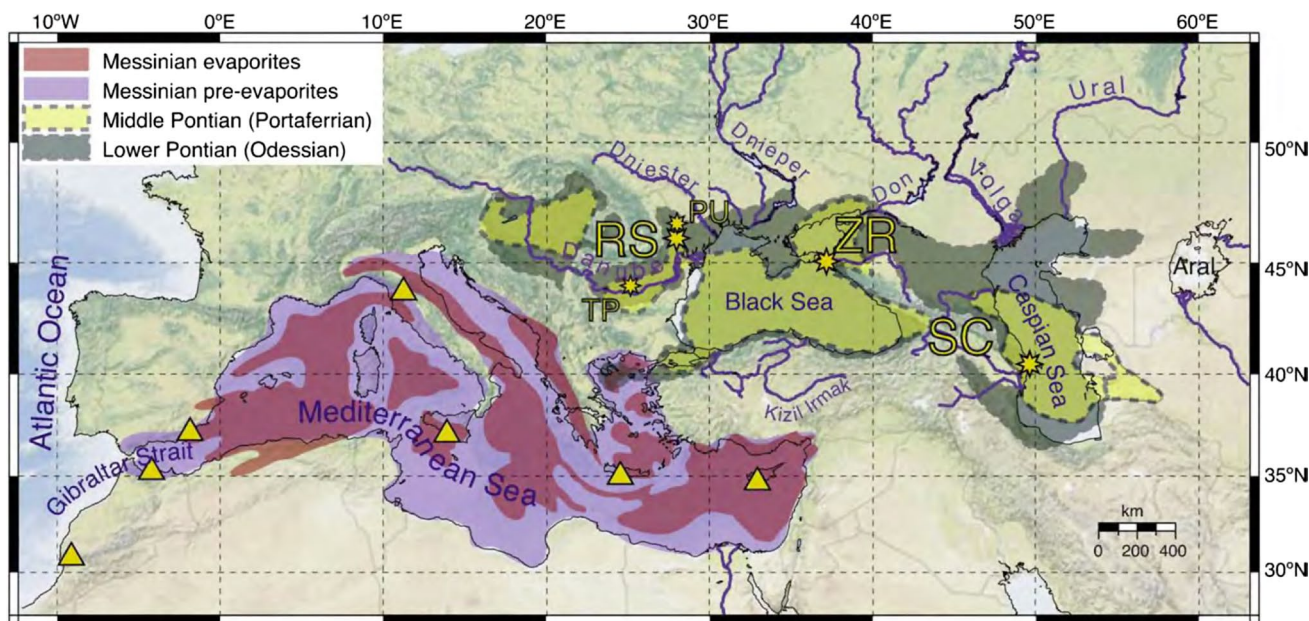 10°W 0°E 10°E 20°E 30°E 40°E 50°E 60°E
Messinian evaporites
Messinian pre-evaporites
Middle Pontian (Portaferrian)
Lower Pontian (Odessian)
Ural
50°N
Dnieper
Dniester
Don
Volga
PU
RS
ZR
Danube
45°N
Aral
TP
Black Sea
SC
Caspian Sea
40°N
Kizil Irmak
Atlantic Ocean
Mediterranean Sea
Gibraltar Strait
35°N
km
0 200 400
30°N